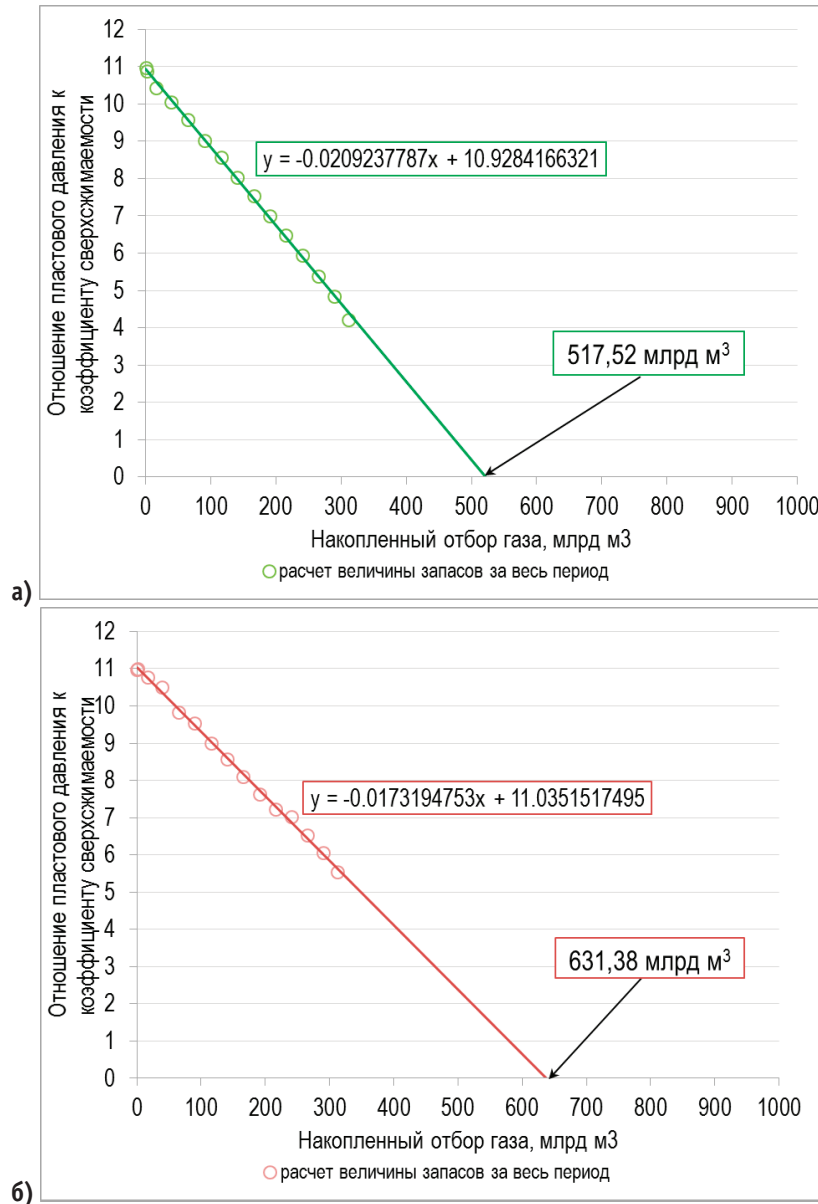 12
11
10
9
8
7
6
5
4
3
2
1
0
Отношение пластового давления к
коэффициенту сверхсжимаемости
y = -0.0209237787x + 10.9284166321
517,52 млрд м³
0 100 200 300 400 500 600 700 800 900 1000
Накопленный отбор газа, млрд м3
расчет величины запасов за весь период
а)
12
11
10
9
8
7
6
5
4
3
2
1
0
Отношение пластового давления к
коэффициенту сверхсжимаемости
y = -0.0173194753x + 11.0351517495
631,38 млрд м³
0 100 200 300 400 500 600 700 800 900 1000
Накопленный отбор газа, млрд м3
расчет величины запасов за весь период
б)